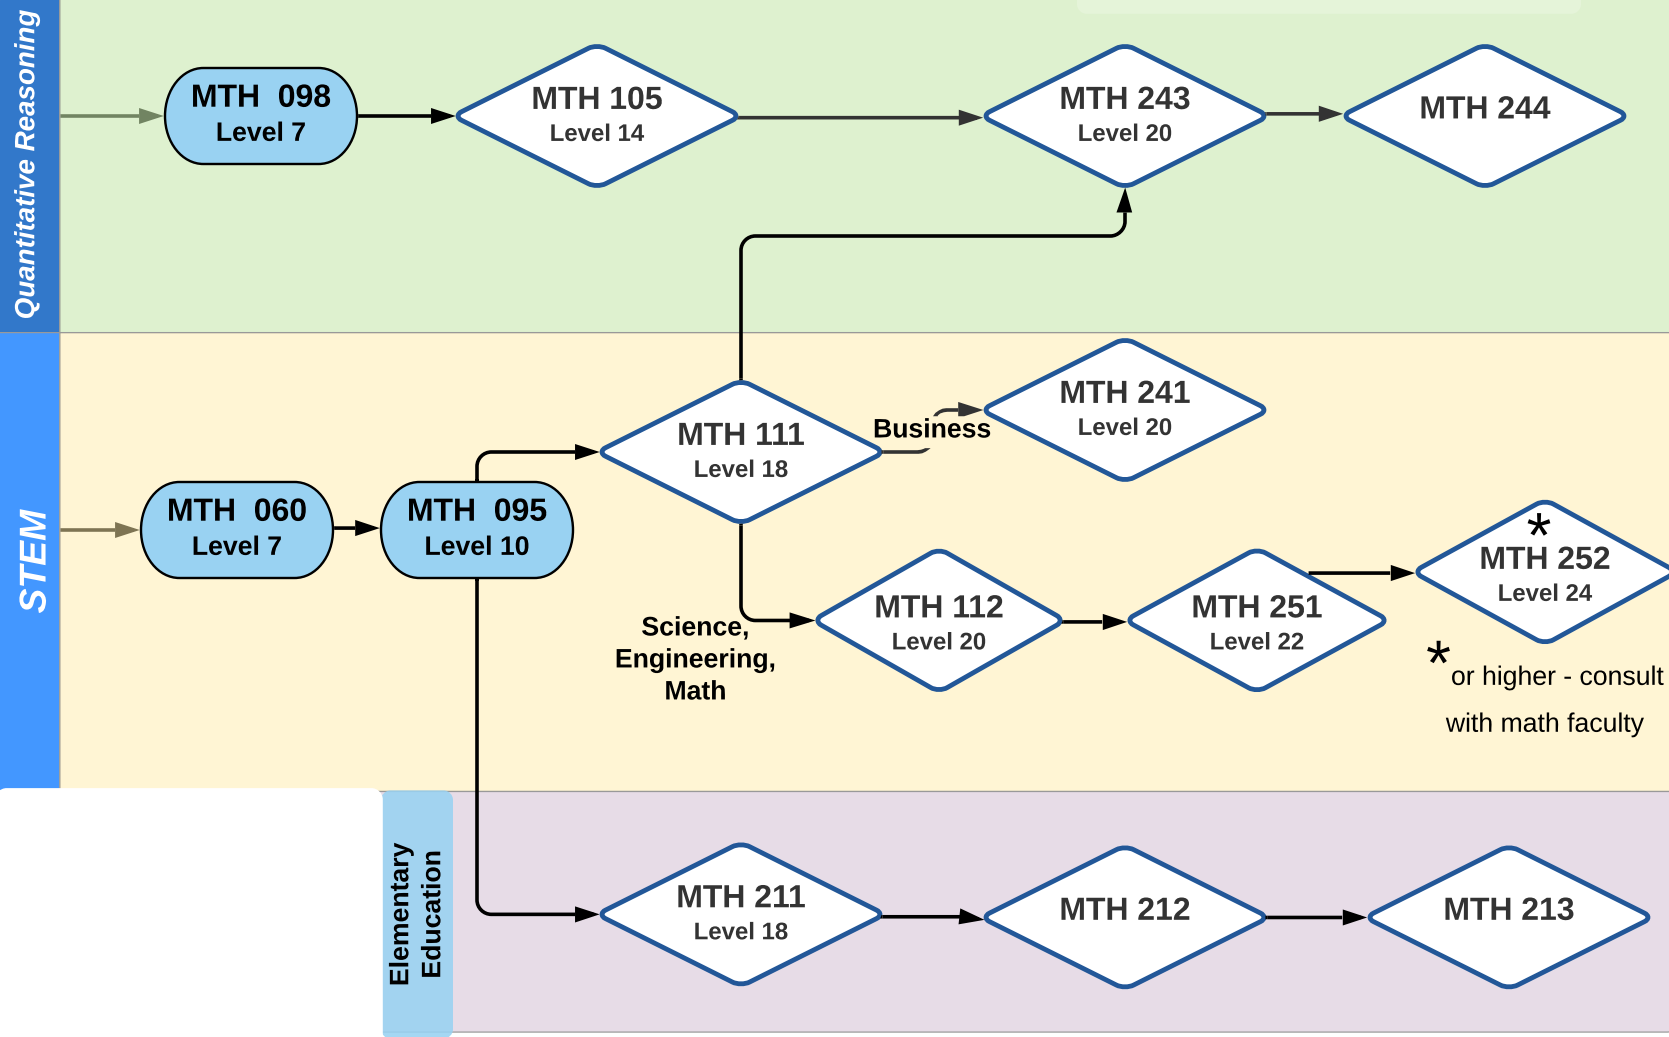 Quantitative Reasoning
MTH 098
Level 7
MTH 105
Level 14
MTH 243
Level 20
MTH 244
STEM
MTH 060
Level 7
MTH 095
Level 10
MTH 111
Level 18
Business
MTH 241
Level 20
Science,
Engineering,
Math
MTH 112
Level 20
MTH 251
Level 22
*
MTH 252
Level 24
*or higher - consult
with math faculty
Elementary
Education
MTH 211
Level 18
MTH 212
MTH 213